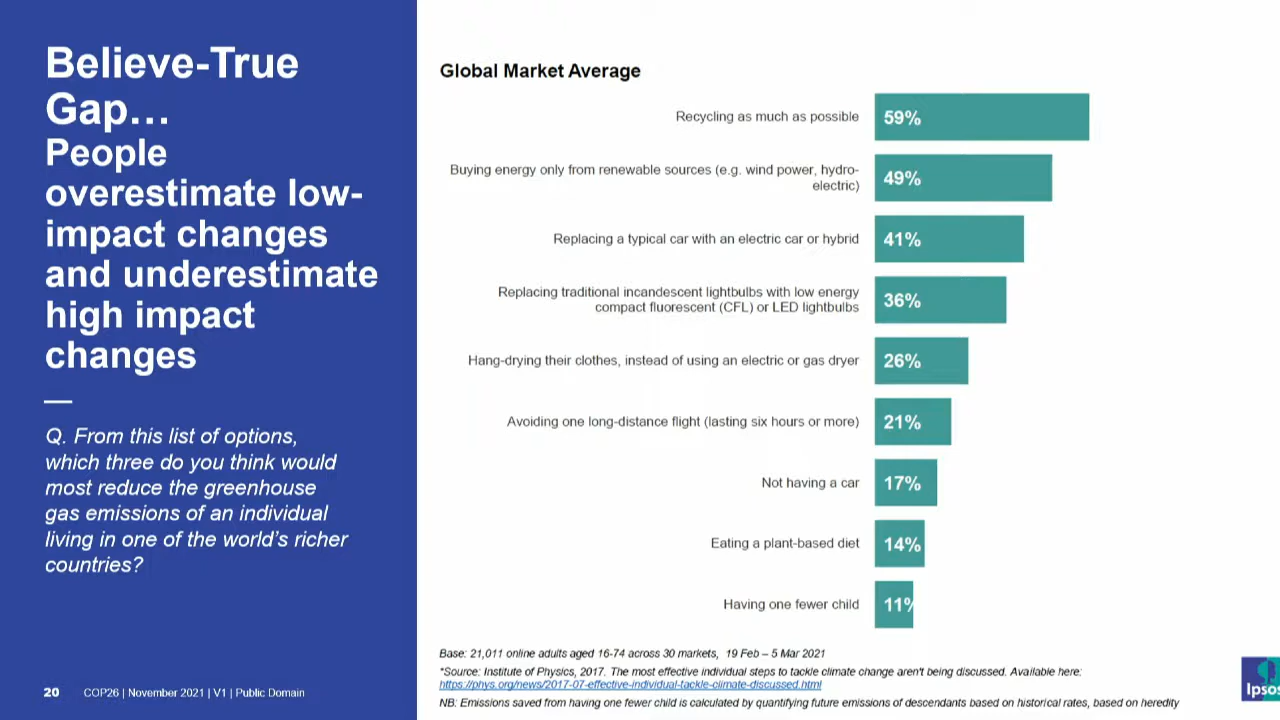 Believe-True
Gap…
People
overestimate low-
impact changes
and underestimate
high impact
changes
Q. From this list of options,
which three do you think would
most reduce the greenhouse
gas emissions of an individual
living in one of the world's richer
countries?
20 COP26 | November 2021 | V1 | Public Domain
Global Market Average
Recycling as much as possible 59%
Buying energy only from renewable sources (e.g. wind power, hydro-
electric) 49%
Replacing a typical car with an electric car or hybrid 41%
Replacing traditional incandescent lightbulbs with low energy
compact fluorescent (CFL) or LED lightbulbs 36%
Hang-drying their clothes, instead of using an electric or gas dryer 26%
Avoiding one long-distance flight (lasting six hours or more) 21%
Not having a car 17%
Eating a plant-based diet 14%
Having one fewer child 11%
Base: 21,011 online adults aged 16-74 across 30 markets, 19 Feb – 5 Mar 2021
*Source: Institute of Physics, 2017. The most effective individual steps to tackle climate change aren't being discussed. Available here:
https://phys.org/news/2017-07-effective-individual-tackle-climate-discussed.html
NB: Emissions saved from having one fewer child is calculated by quantifying future emissions of descendants based on historical rates, based on heredity
Ipsos